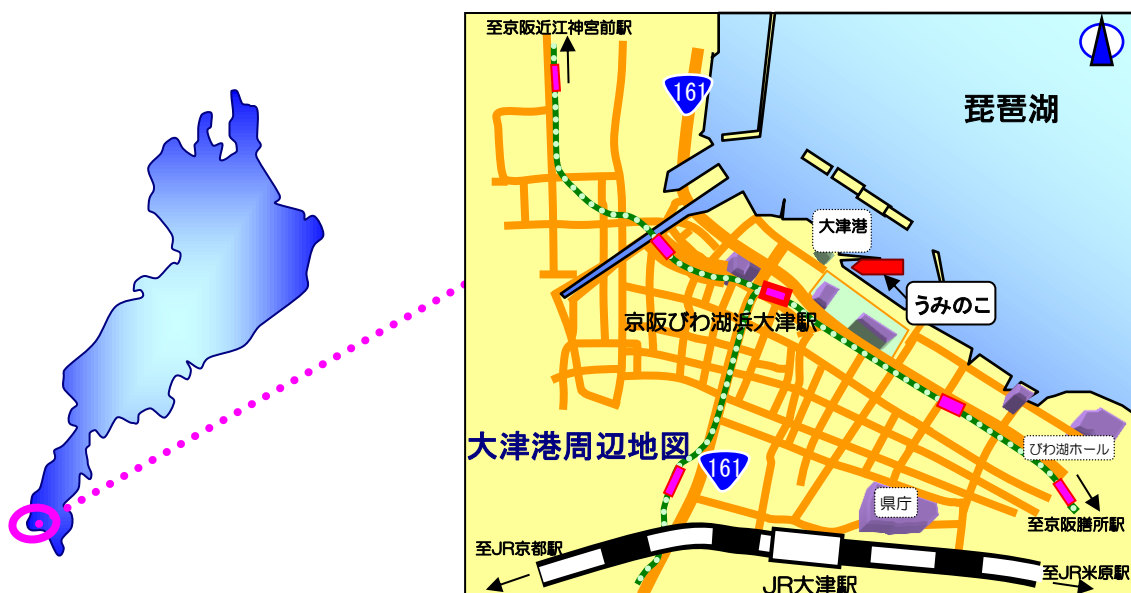 至京阪近江神宮前駅
161
琵琶湖
大津港
うみのこ
京阪びわ湖浜大津駅
大津港周辺地図
161
びわ湖ホール
県庁
至京阪膳所駅
至JR京都駅
至JR米原駅
JR大津駅